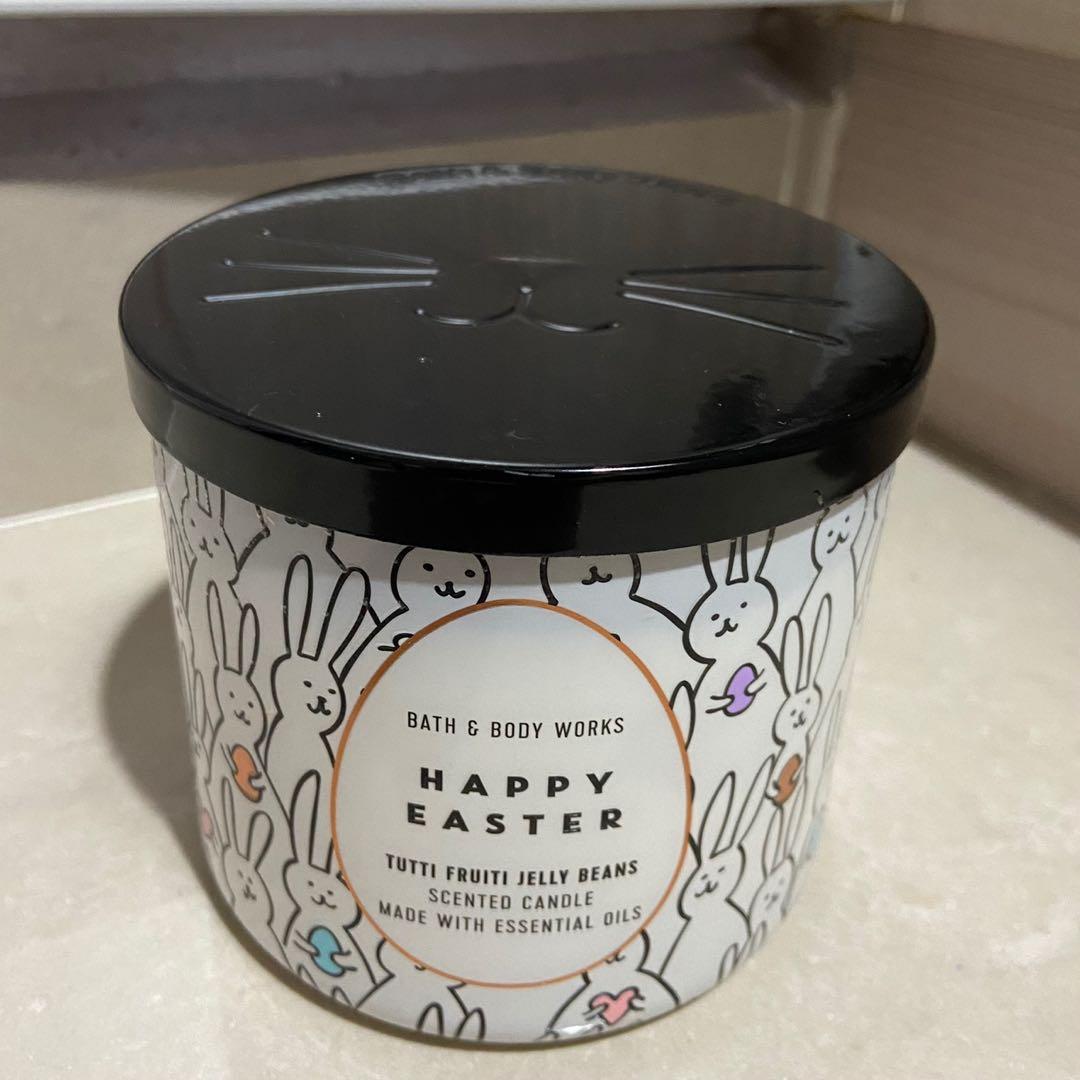 BATH & BODY WORKS
HAPPY
EASTER
TUTTI FRUITI JELLY BEANS
SCENTED CANDLE
MADE WITH ESSENTIAL OILS